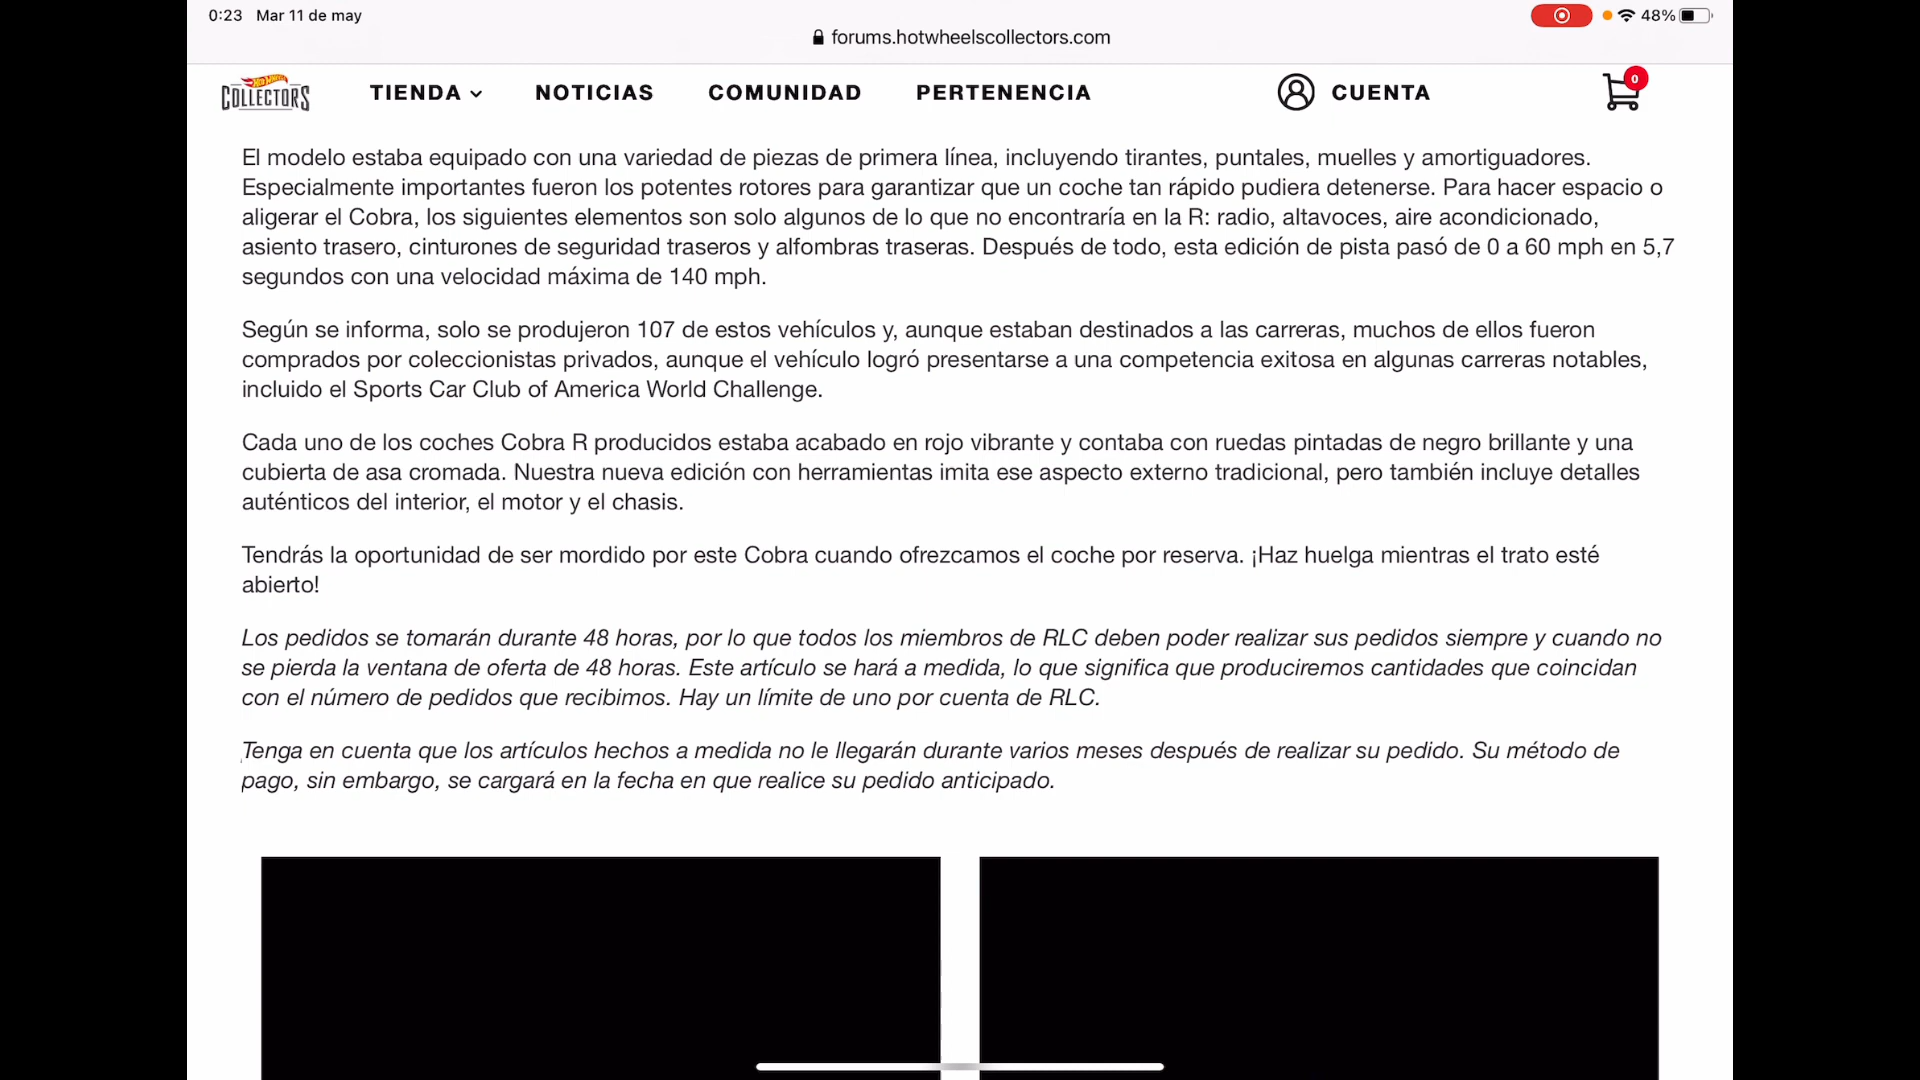 0:23 Mar 11 de may
48%
forums.hotwheelscollectors.com
HOT WHEELS
COLLECTORS
TIENDA
NOTICIAS
COMUNIDAD
PERTENENCIA
CUENTA
0
El modelo estaba equipado con una variedad de piezas de primera línea, incluyendo tirantes, puntales, muelles y amortiguadores.
Especialmente importantes fueron los potentes rotores para garantizar que un coche tan rápido pudiera detenerse. Para hacer espacio o
aligerar el Cobra, los siguientes elementos son solo algunos de lo que no encontraría en la R: radio, altavoces, aire acondicionado,
asiento trasero, cinturones de seguridad traseros y alfombras traseras. Después de todo, esta edición de pista pasó de 0 a 60 mph en 5,7
segundos con una velocidad máxima de 140 mph.
Según se informa, solo se produjeron 107 de estos vehículos y, aunque estaban destinados a las carreras, muchos de ellos fueron
comprados por coleccionistas privados, aunque el vehículo logró presentarse a una competencia exitosa en algunas carreras notables,
incluido el Sports Car Club of America World Challenge.
Cada uno de los coches Cobra R producidos estaba acabado en rojo vibrante y contaba con ruedas pintadas de negro brillante y una
cubierta de asa cromada. Nuestra nueva edición con herramientas imita ese aspecto externo tradicional, pero también incluye detalles
auténticos del interior, el motor y el chasis.
Tendrás la oportunidad de ser mordido por este Cobra cuando ofrezcamos el coche por reserva. ¡Haz huelga mientras el trato esté
abierto!
Los pedidos se tomarán durante 48 horas, por lo que todos los miembros de RLC deben poder realizar sus pedidos siempre y cuando no
se pierda la ventana de oferta de 48 horas. Este artículo se hará a medida, lo que significa que produciremos cantidades que coincidan
con el número de pedidos que recibimos. Hay un límite de uno por cuenta de RLC.
Tenga en cuenta que los artículos hechos a medida no le llegarán durante varios meses después de realizar su pedido. Su método de
pago, sin embargo, se cargará en la fecha en que realice su pedido anticipado.